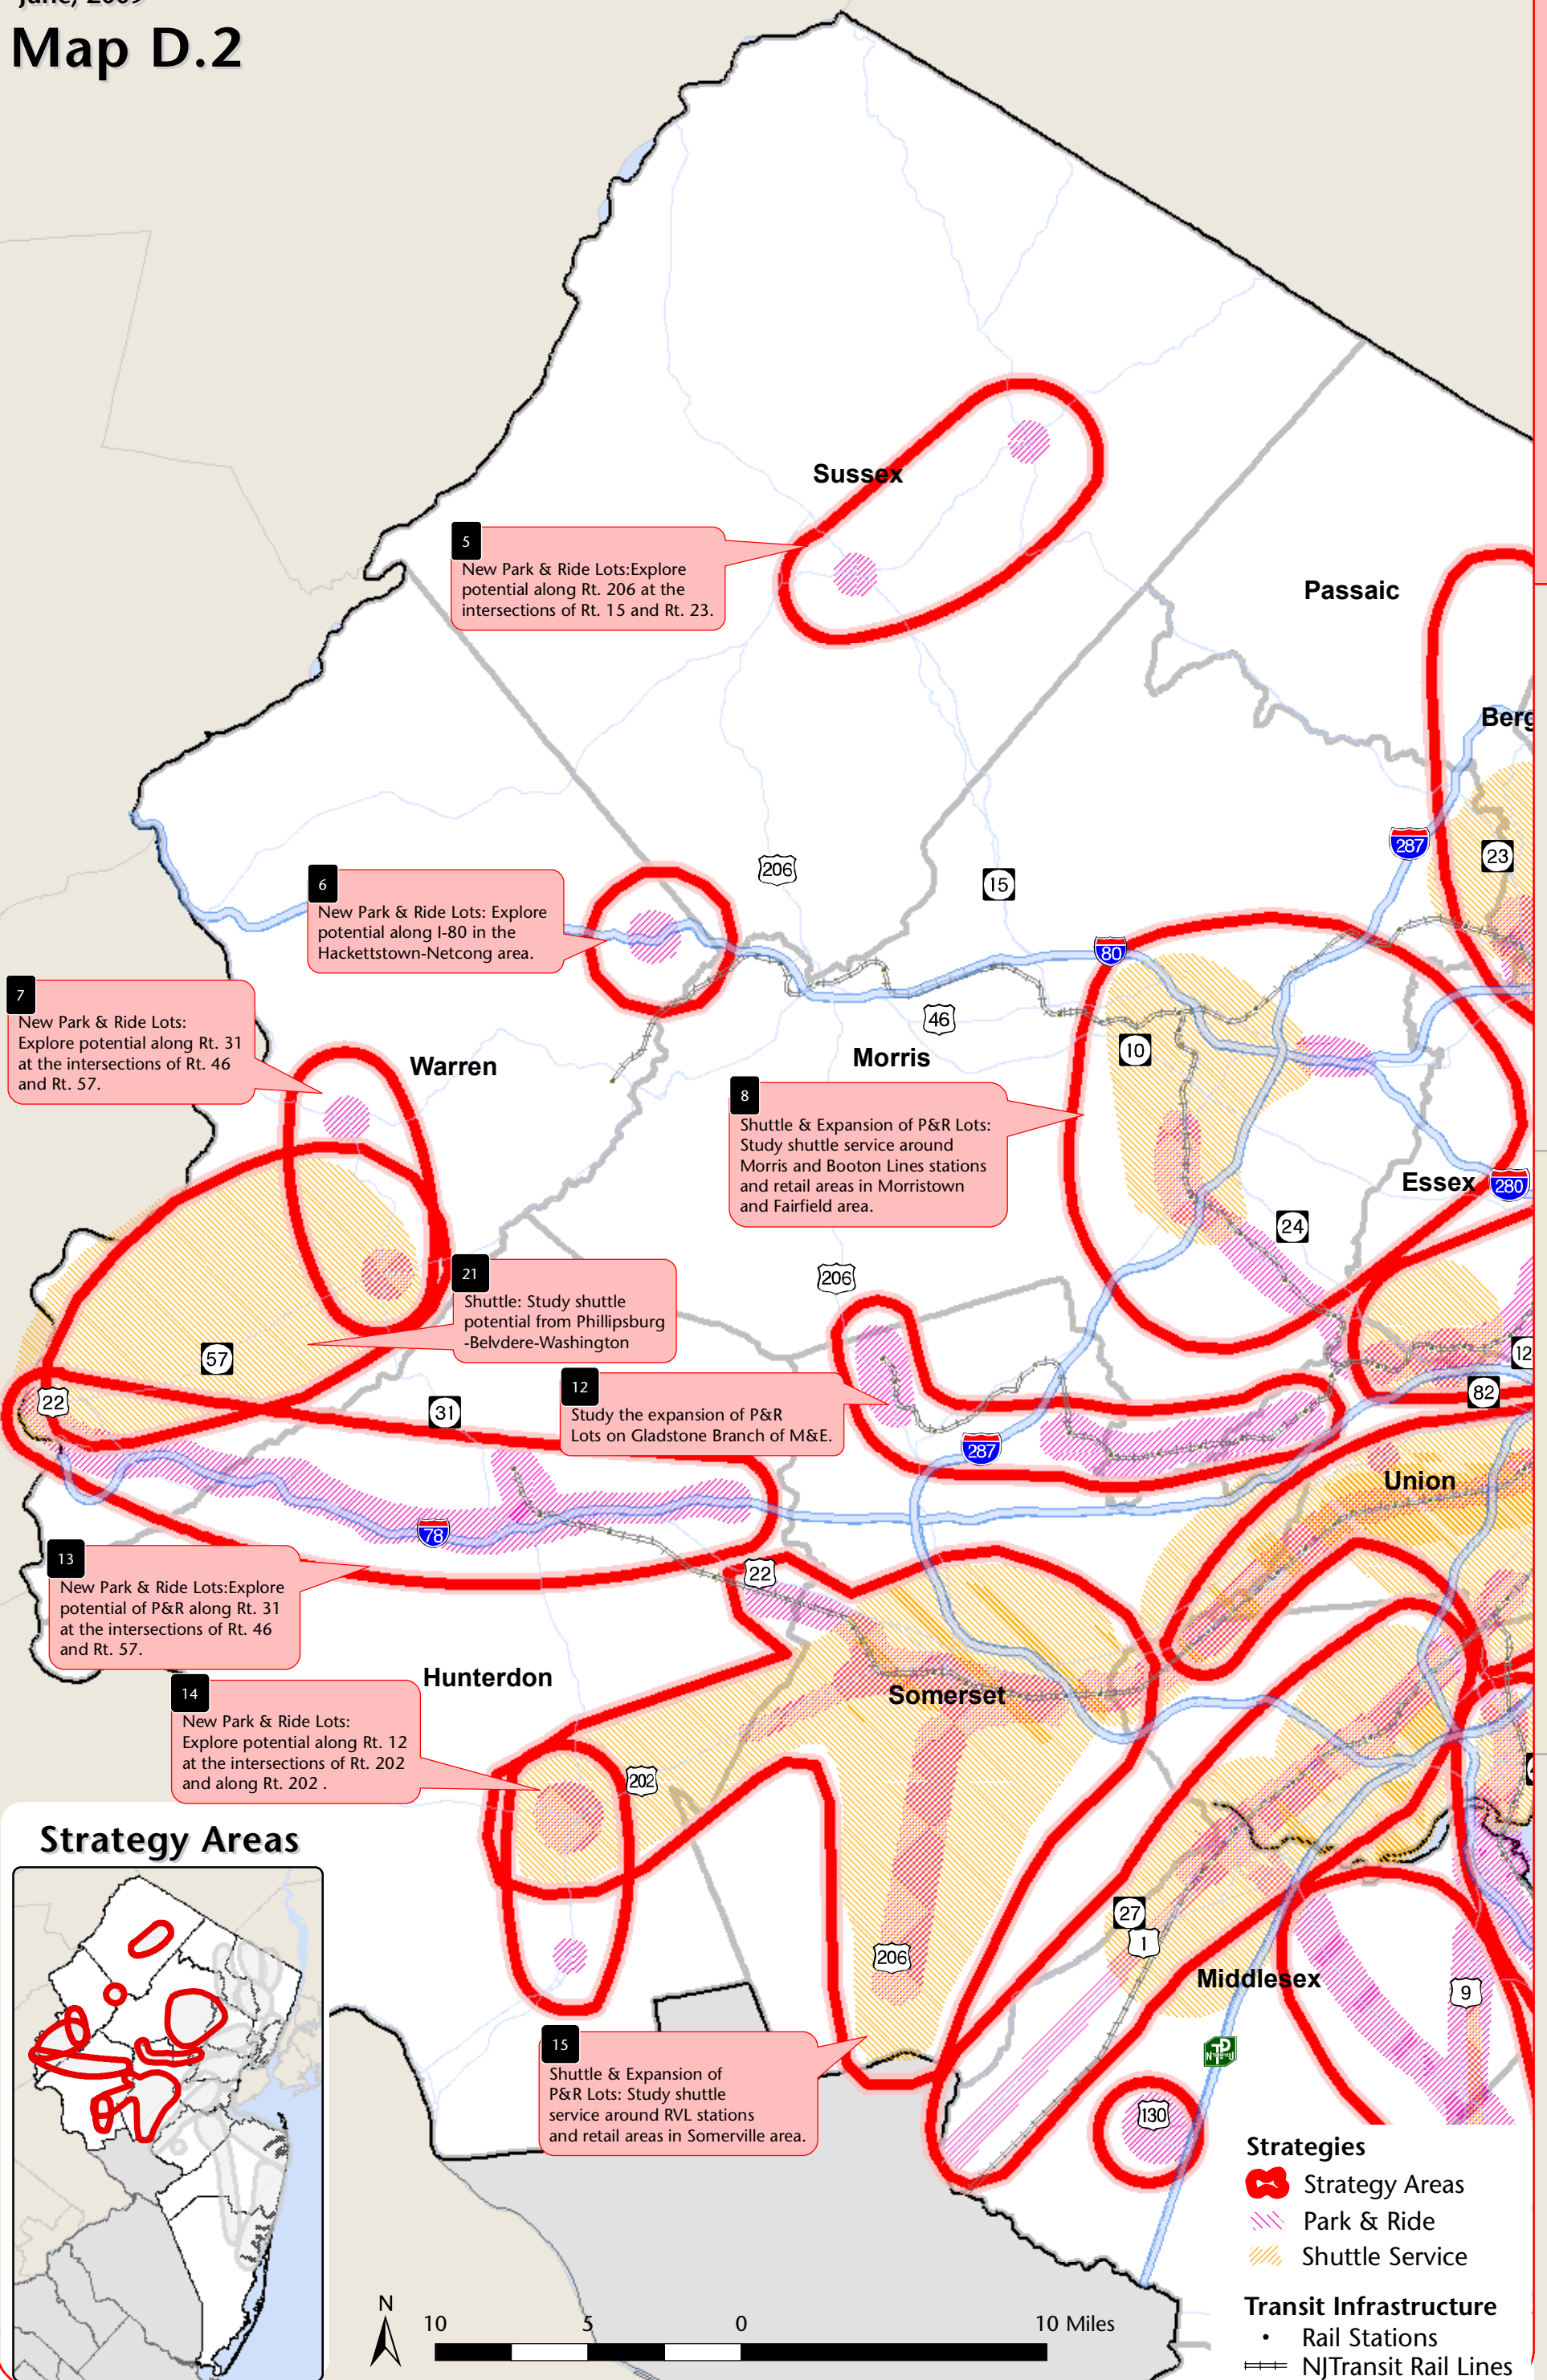 June, 2009
Map D.2
Sussex
5
New Park & Ride Lots:Explore
potential along Rt. 206 at the
intersections of Rt. 15 and Rt. 23.
Passaic
Berg
287
23
206
15
6
New Park & Ride Lots: Explore
potential along I-80 in the
Hackettstown-Netcong area.
80
7
New Park & Ride Lots:
Explore potential along Rt. 31
at the intersections of Rt. 46
and Rt. 57.
46
10
Warren
Morris
8
Shuttle & Expansion of P&R Lots:
Study shuttle service around
Morris and Booton Lines stations
and retail areas in Morristown
and Fairfield area.
Essex
280
24
206
21
Shuttle: Study shuttle
potential from Phillipsburg
-Belvdere-Washington
57
12
22
31
82
12
Study the expansion of P&R
Lots on Gladstone Branch of M&E.
287
Union
78
13
New Park & Ride Lots:Explore
potential of P&R along Rt. 31
at the intersections of Rt. 46
and Rt. 57.
22
Hunterdon
Somerset
14
New Park & Ride Lots:
Explore potential along Rt. 12
at the intersections of Rt. 202
and along Rt. 202 .
202
Strategy Areas
27
1
206
Middlesex
9
15
Shuttle & Expansion of
P&R Lots: Study shuttle
service around RVL stations
and retail areas in Somerville area.
130
Strategies
Strategy Areas
Park & Ride
Shuttle Service
Transit Infrastructure
Rail Stations
NJTransit Rail Lines
N
10 5 0 10 Miles